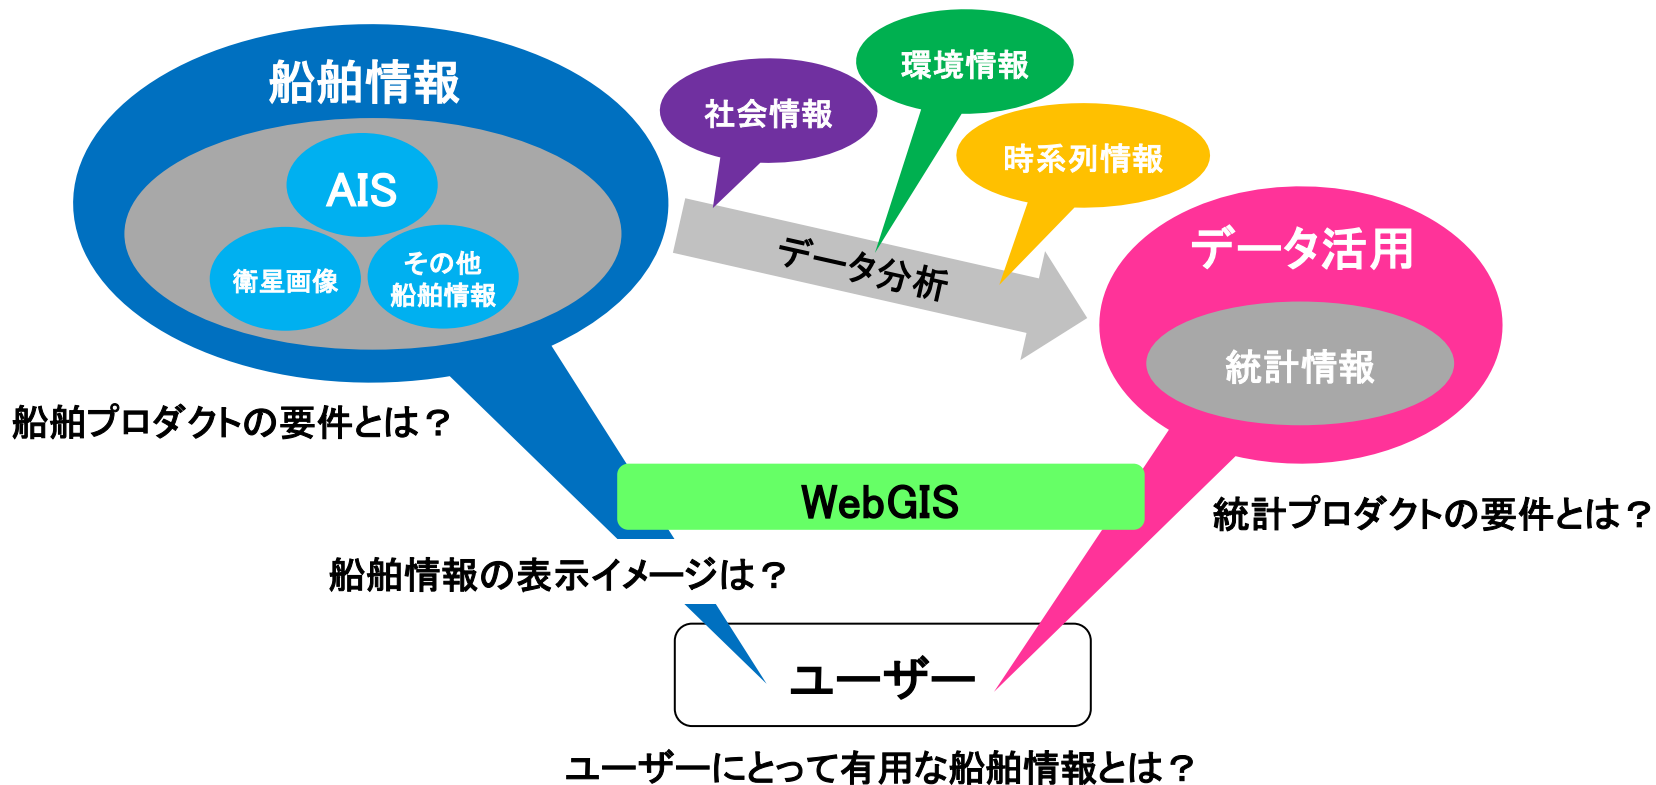 船舶情報
AIS
衛星画像
その他
船舶情報
社会情報
環境情報
時系列情報
データ分析
データ活用
統計情報
船舶プロダクトの要件とは？
WebGIS
統計プロダクトの要件とは？
船舶情報の表示イメージは？
ユーザー
ユーザーにとって有用な船舶情報とは？